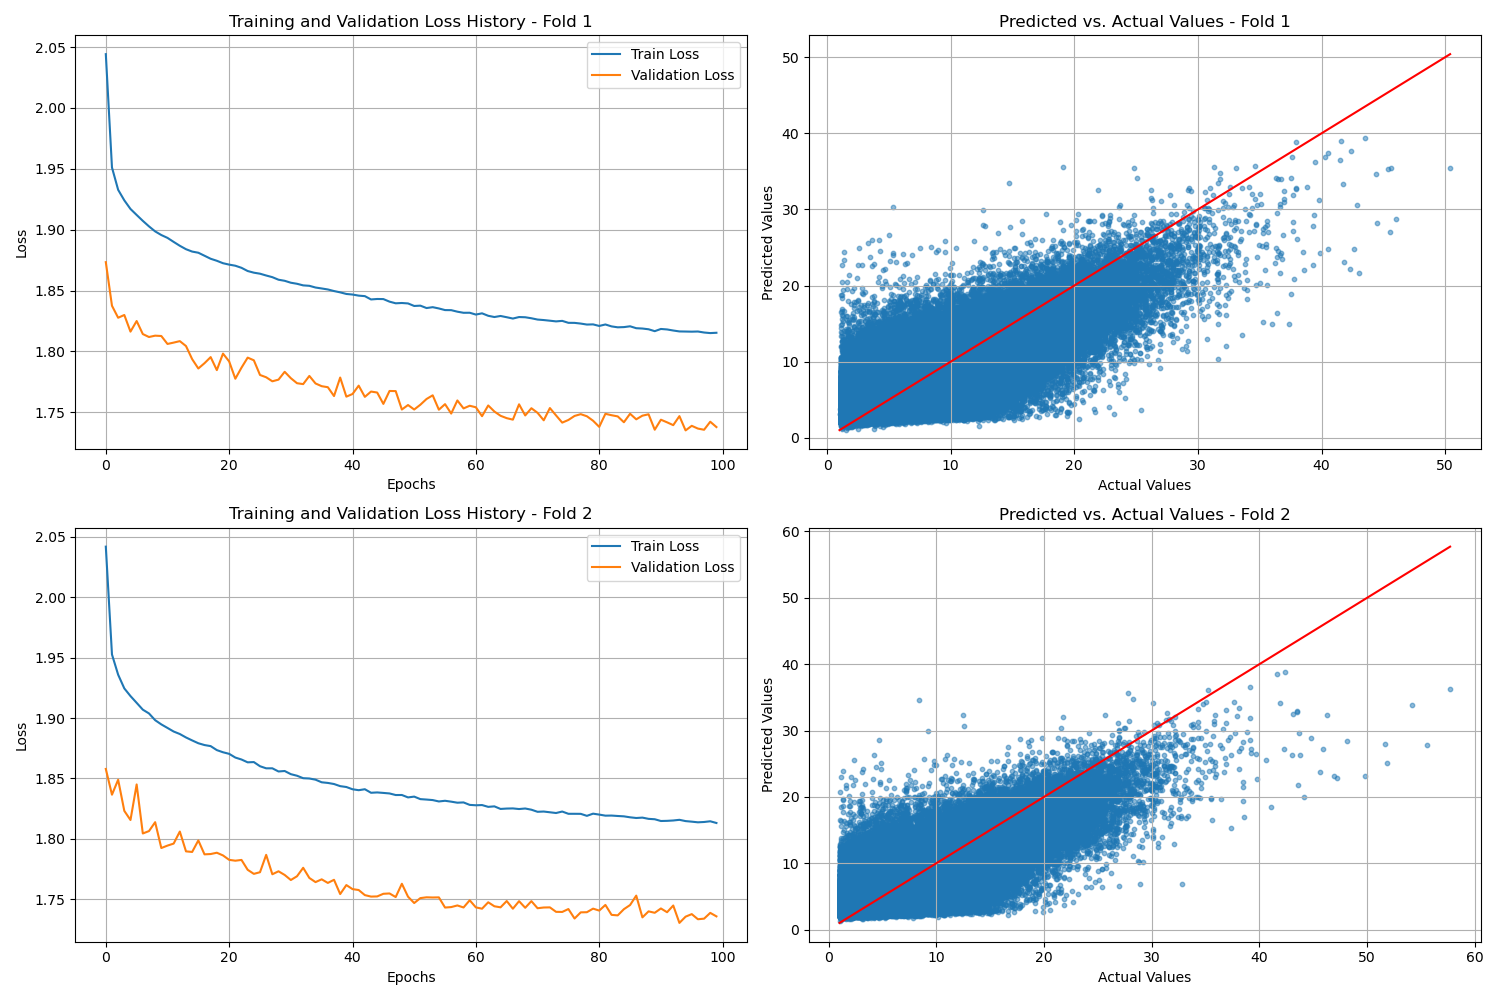 Training and Validation Loss History - Fold 1
Loss
2.05
2.00
1.95
1.90
1.85
1.80
1.75
Train Loss
Validation Loss
0 20 40 60 80 100
Epochs
Predicted vs. Actual Values - Fold 1
Predicted Values
50
40
30
20
10
0
0 10 20 30 40 50
Actual Values
Training and Validation Loss History - Fold 2
Loss
2.05
2.00
1.95
1.90
1.85
1.80
1.75
Train Loss
Validation Loss
0 20 40 60 80 100
Epochs
Predicted vs. Actual Values - Fold 2
Predicted Values
60
50
40
30
20
10
0
0 10 20 30 40 50 60
Actual Values